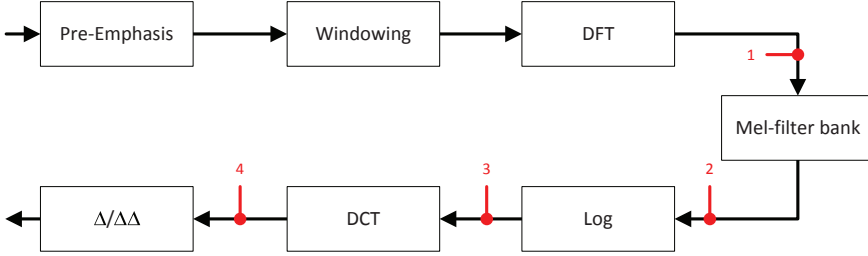 Pre-Emphasis
Windowing
DFT
1
Mel-filter bank
4
3
2
Δ/ΔΔ
DCT
Log